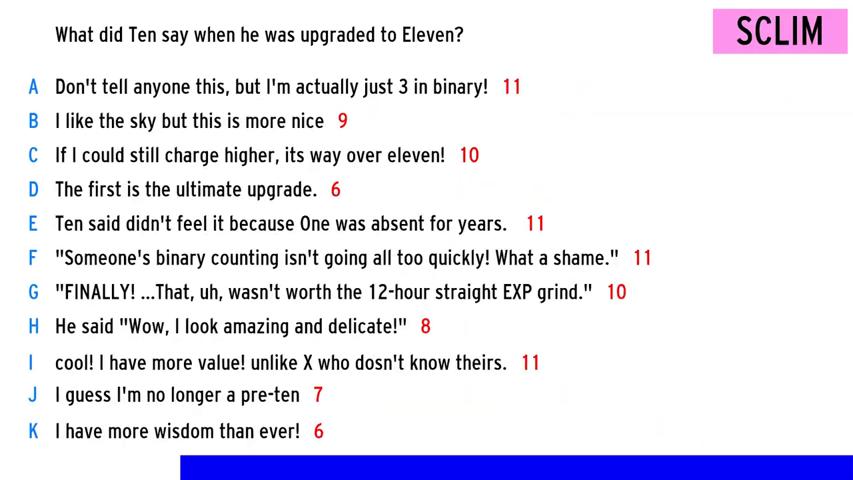 What did Ten say when he was upgraded to Eleven?
SCLIM
A Don't tell anyone this, but I'm actually just 3 in binary! 11
B I like the sky but this is more nice 9
C If I could still charge higher, its way over eleven! 10
D The first is the ultimate upgrade. 6
E Ten said didn't feel it because One was absent for years. 11
F "Someone's binary counting isn't going all too quickly! What a shame." 11
G "FINALLY! ...That, uh, wasn't worth the 12-hour straight EXP grind." 10
H He said "Wow, I look amazing and delicate!" 8
I cool! I have more value! unlike X who dosn't know theirs. 11
J I guess I'm no longer a pre-ten 7
K I have more wisdom than ever! 6